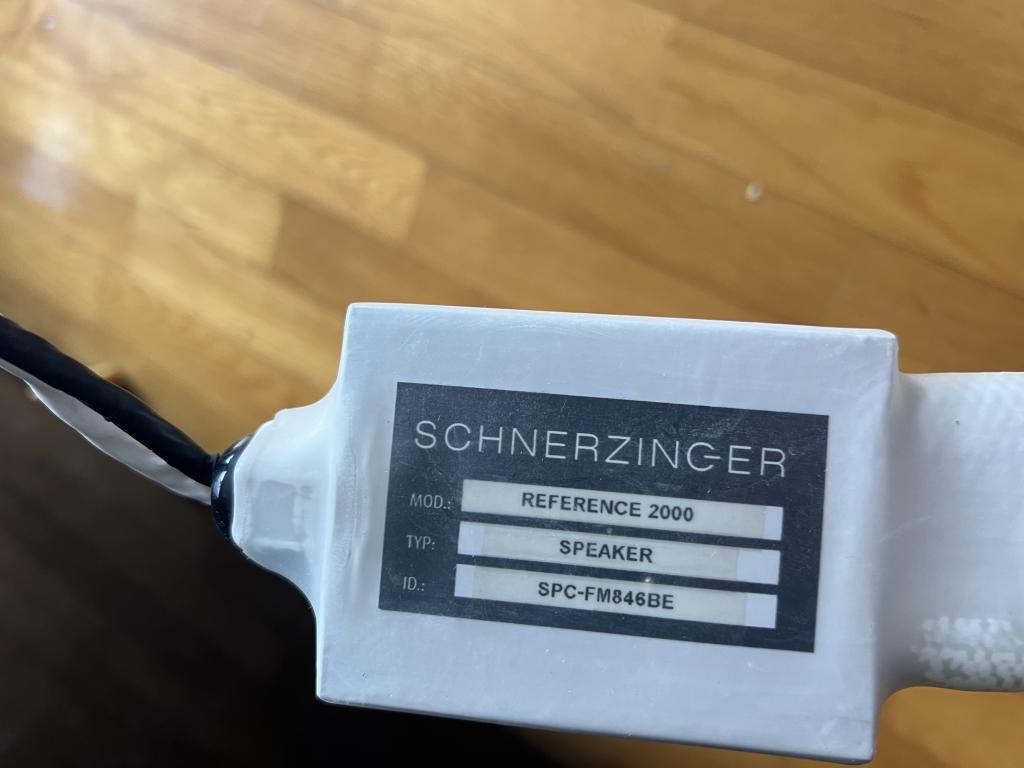 SCHNERZINGER
MOD.: REFERENCE 2000
TYP: SPEAKER
ID.: SPC-FM846BE